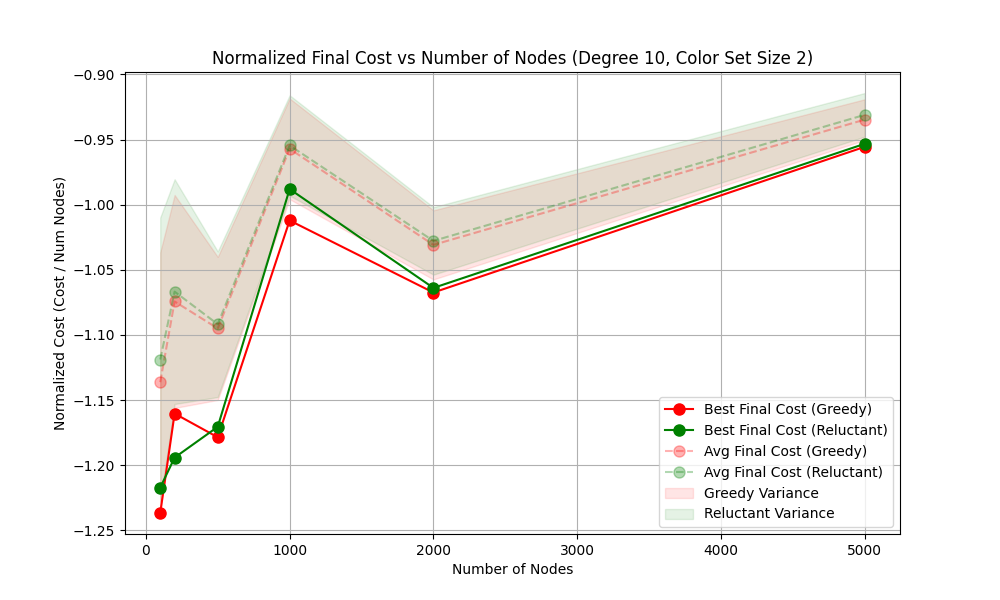 Normalized Final Cost vs Number of Nodes (Degree 10, Color Set Size 2)
Normalized Cost (Cost / Num Nodes)
−0.90
−0.95
−1.00
−1.05
−1.10
−1.15
−1.20
−1.25
Best Final Cost (Greedy)
Best Final Cost (Reluctant)
Avg Final Cost (Greedy)
Avg Final Cost (Reluctant)
Greedy Variance
Reluctant Variance
0 1000 2000 3000 4000 5000
Number of Nodes